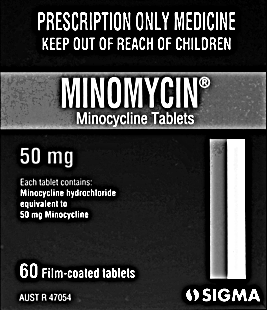 PRESCRIPTION ONLY MEDICINE
KEEP OUT OF REACH OF CHILDREN
MINOMYCIN®
Minocycline Tablets
50 mg
Each tablet contains:
Minocycline hydrochloride
equivalent to
50 mg Minocycline
60 Film-coated tablets
AUST R 47054
SIGMA